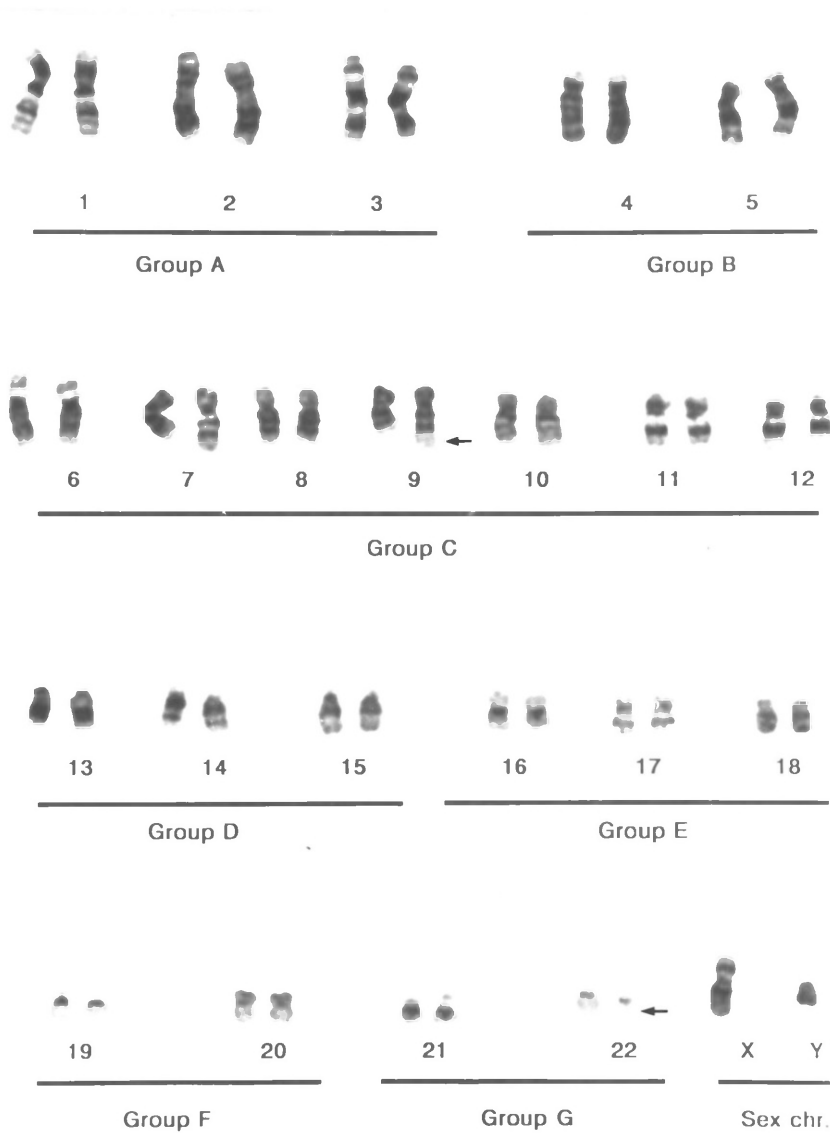 1 2 3 4 5
Group A Group B
6 7 8 9 10 11 12
Group C
13 14 15 16 17 18
Group D Group E
19 20 21 22 X Y
Group F Group G Sex chr.